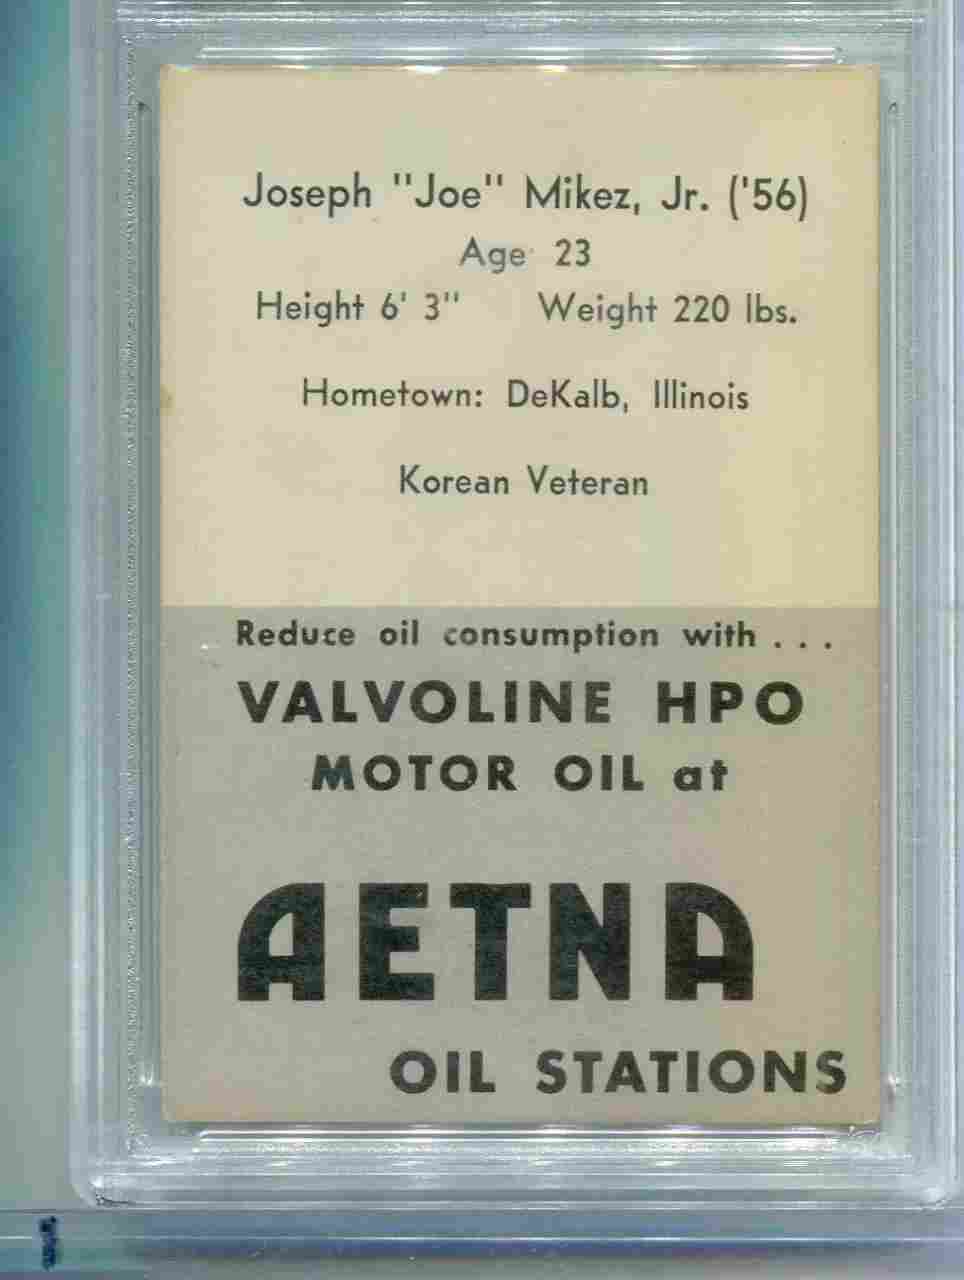 Joseph "Joe" Mikez, Jr. ('56)
Age 23
Height 6' 3" Weight 220 lbs.
Hometown: DeKalb, Illinois
Korean Veteran
Reduce oil consumption with . . .
VALVOLINE HPO
MOTOR OIL at
AETNA
OIL STATIONS